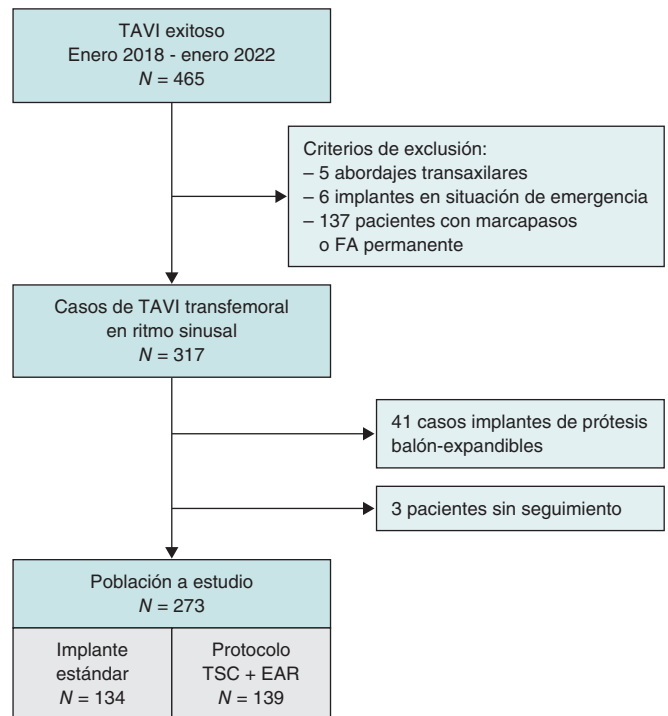 TAVI exitoso
Enero 2018 - enero 2022
N = 465
Criterios de exclusión:
– 5 abordajes transaxilares
– 6 implantes en situación de emergencia
– 137 pacientes con marcapasos
o FA permanente
Casos de TAVI transfemoral
en ritmo sinusal
N = 317
41 casos implantes de prótesis
balón-expandibles
3 pacientes sin seguimiento
Población a estudio
N = 273
Implante
estándar
N = 134
Protocolo
TSC + EAR
N = 139